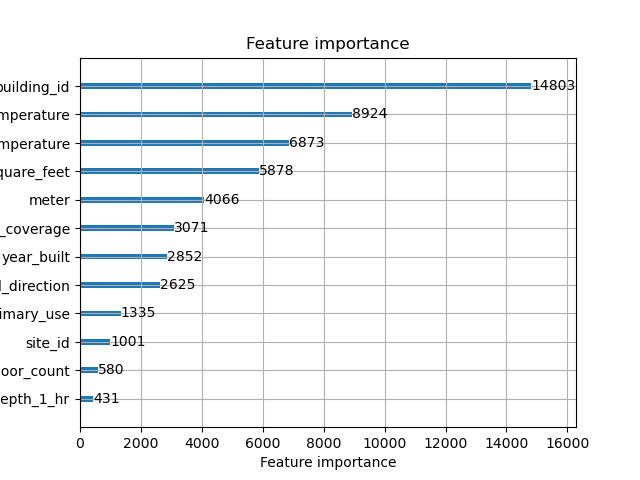 Feature importance
building_id 14803
mperature 8924
mperature 6873
quare_feet 5878
meter 4066
_coverage 3071
year_built 2852
l_direction 2625
imary_use 1335
site_id 1001
oor_count 580
epth_1_hr 431
0 2000 4000 6000 8000 10000 12000 14000 16000
Feature importance